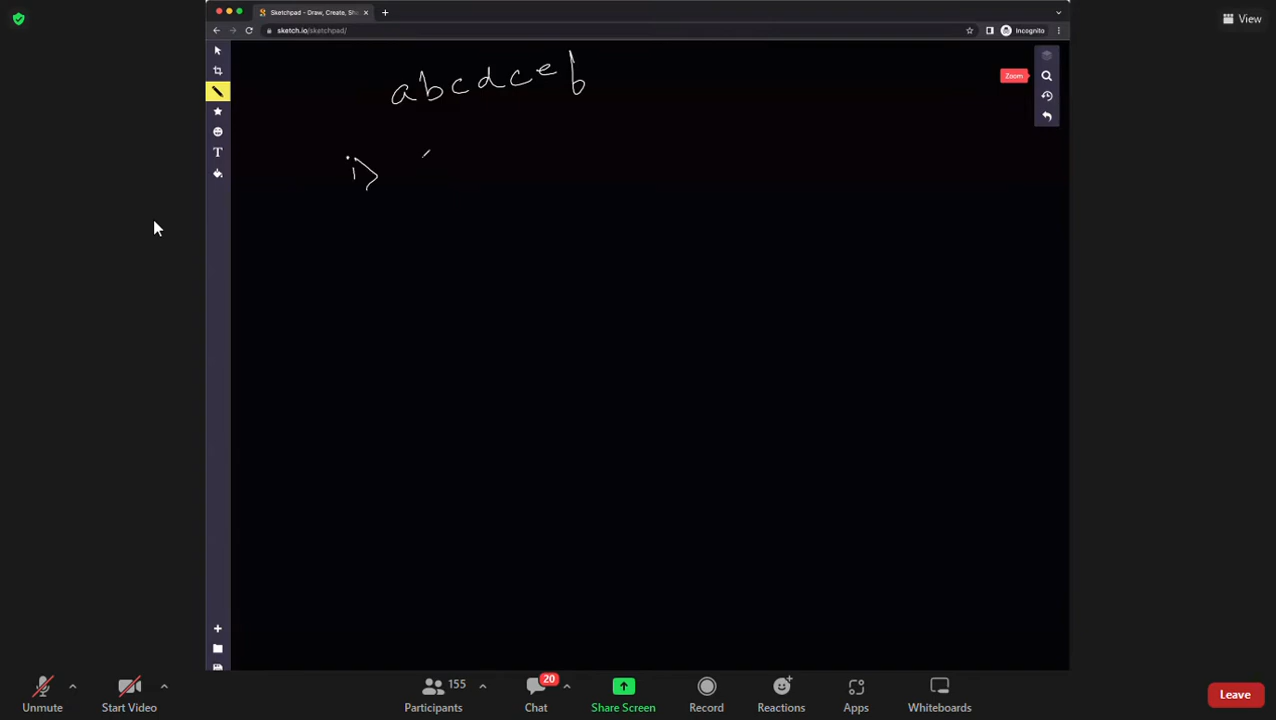 View
Sketchpad - Draw, Create, Sha
sketch.io/sketchpad/
Incognito
Zoom
abcdceb
i)
T
Unmute
Start Video
155
Participants
20
Chat
Share Screen
Record
Reactions
Apps
Whiteboards
Leave